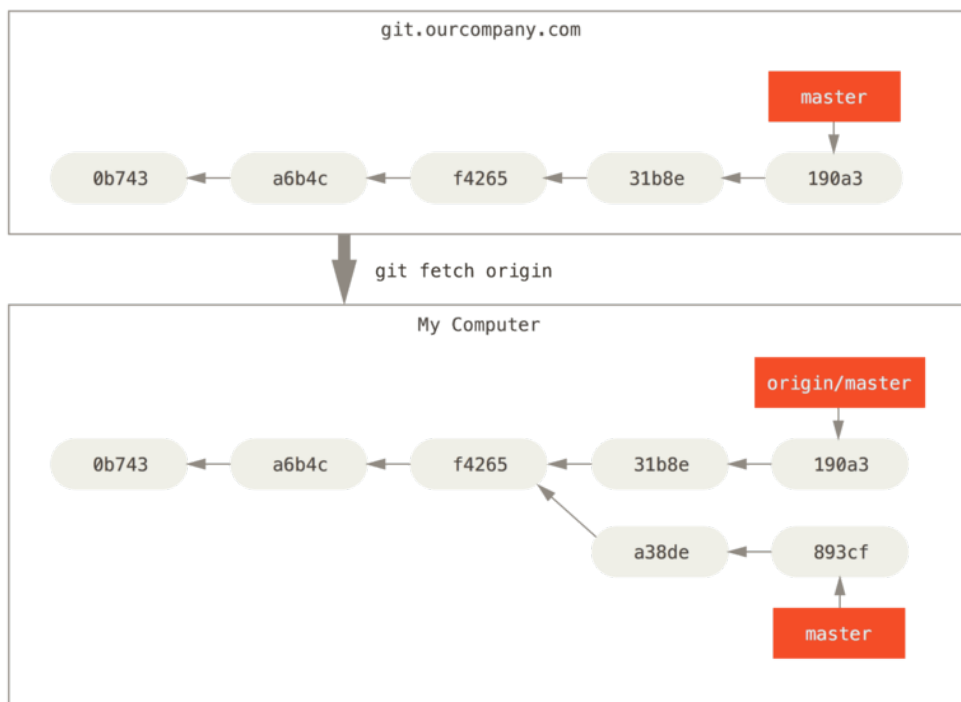 git.ourcompany.com
master
0b743 a6b4c f4265 31b8e 190a3
git fetch origin
My Computer
origin/master
0b743 a6b4c f4265 31b8e 190a3
a38de 893cf
master